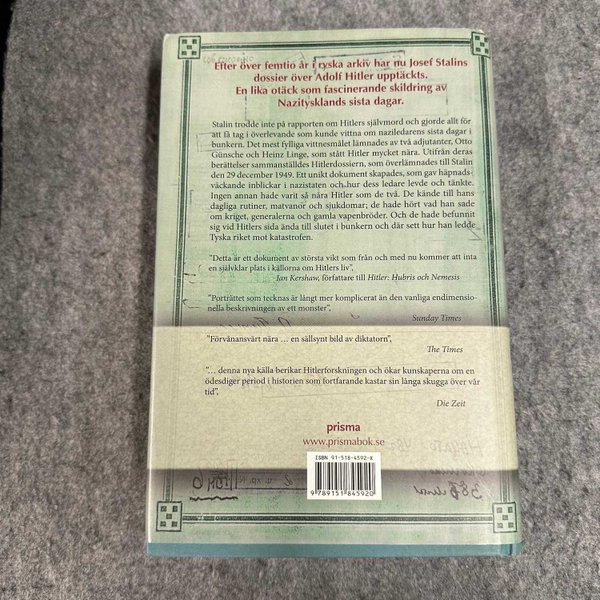 Efter över femtio år i ryska arkiv har nu Josef Stalins
dossier över Adolf Hitler upptäckts.
En lika otäck som fascinerande skildring av
Nazitysklands sista dagar.
Stalin trodde inte på rapporten om Hitlers självmord och gjorde allt för
att få tag i överlevande som kunde vittna om naziledarens sista dagar i
bunkern. Det mest fylliga vittnesmålet lämnades av två adjutanter, Otto
Günsche och Heinz Linge, som stått Hitler mycket nära. Utifrån deras
berättelser sammanställdes Hitlerdossiern, som överlämnades till Stalin
den 29 december 1949. Ett unikt dokument skapades, som gav häpnads-
väckande inblickar i nazistaten och hur dess ledare levde och tänkte.
Ingen annan hade varit så nära Hitler som de två. De kände till hans
dagliga rutiner, matvanor och sjukdomar; de hade hört vad han sade
om kriget, generalerna och gamla vapenbröder. Och de hade befunnit
sig vid Hitlers sida ända till slutet i bunkern och där sett hur han ledde
Tyska riket mot katastrofen.
"Detta är ett dokument av största vikt som från och med nu kommer att inta
en självklar plats i källorna om Hitlers liv",
Ian Kershaw, författare till Hitler: Hubris och Nemesis
"Porträttet som tecknas är långt mer komplicerat än den vanliga endimensio-
nella beskrivningen av ett monster",
Sunday Times
"Förvånansvärt nära ... en sällsynt bild av diktatorn",
The Times
"... denna nya källa berikar Hitlerforskningen och ökar kunskaperna om en
ödesdiger period i historien som fortfarande kastar sin långa skugga över vår
tid",
Die Zeit
prisma
www.prismabok.se
ISBN 91-518-4592-X
9 789151 845920